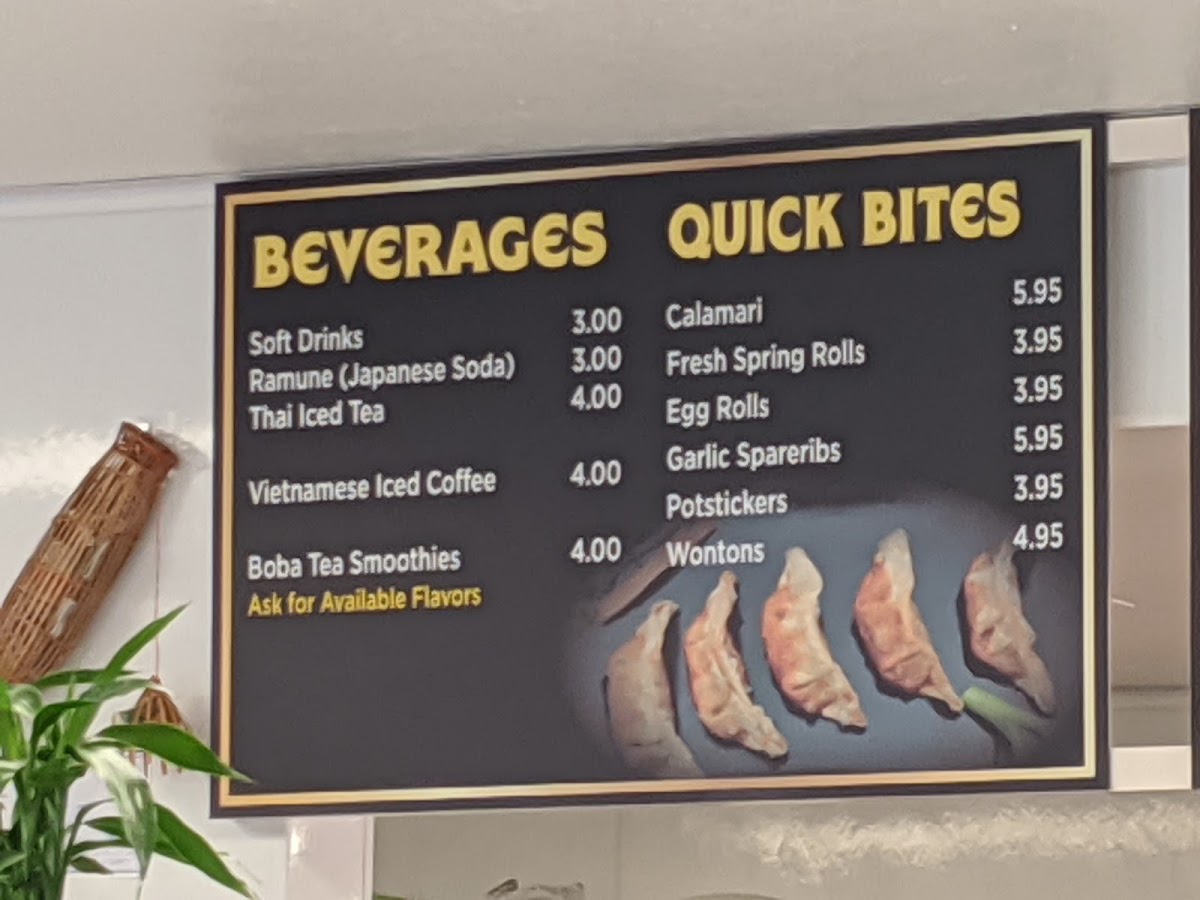 BEVERAGES
Soft Drinks 3.00
Ramune (Japanese Soda) 3.00
Thai Iced Tea 4.00
Vietnamese Iced Coffee 4.00
Boba Tea Smoothies 4.00
Ask for Available Flavors
QUICK BITES
Calamari 5.95
Fresh Spring Rolls 3.95
Egg Rolls 3.95
Garlic Spareribs 5.95
Potstickers 3.95
Wontons 4.95